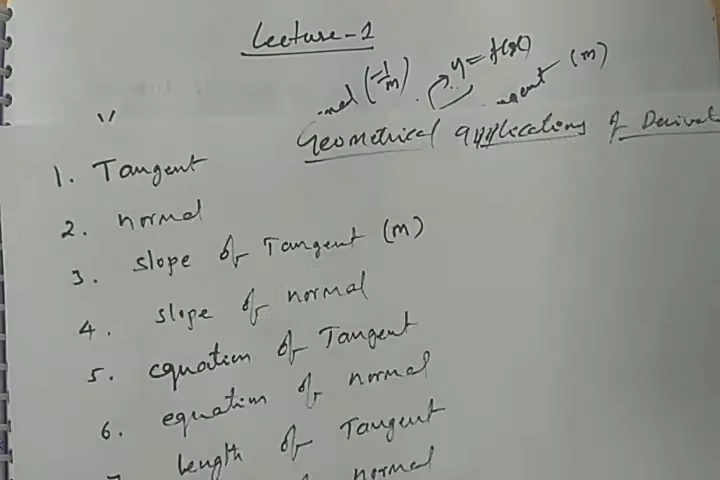 Lecture-1
y = f(x)
(-1/m)
(m)
Geometrical applications of
1. Tangent
2. normal
3. slope of Tangent (m)
4. slope of normal
5. equation of Tangent
6. equation of normal
length of Tangent
normal